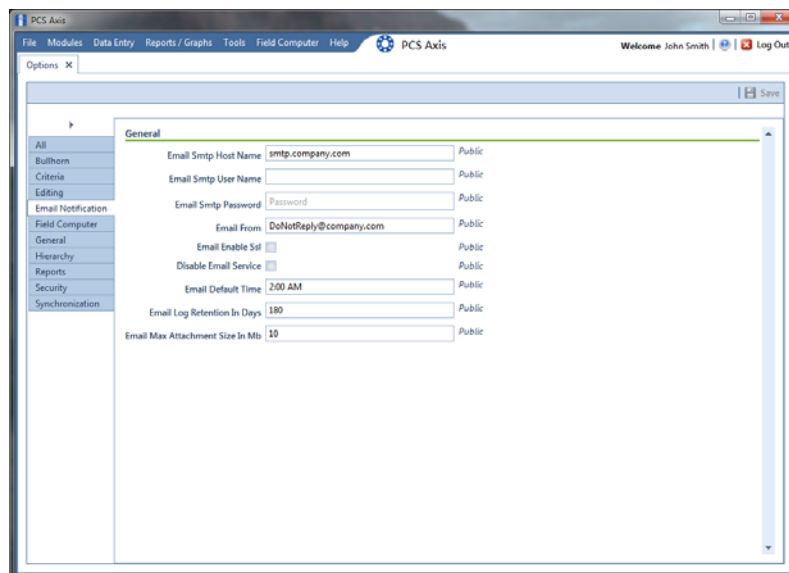 PCS Axis
File Modules Data Entry Reports / Graphs Tools Field Computer Help PCS Axis Welcome John Smith Log Out
Options
Save
General
All
Bullhorn
Criteria
Editing
Email Notification
Field Computer
General
Hierarchy
Reports
Security
Synchronization
Email Smtp Host Name smtp.company.com Public
Email Smtp User Name Public
Email Smtp Password Password Public
Email From DoNotReply@company.com Public
Email Enable Ssl Public
Disable Email Service Public
Email Default Time 2:00 AM Public
Email Log Retention In Days 180 Public
Email Max Attachment Size In Mb 10 Public